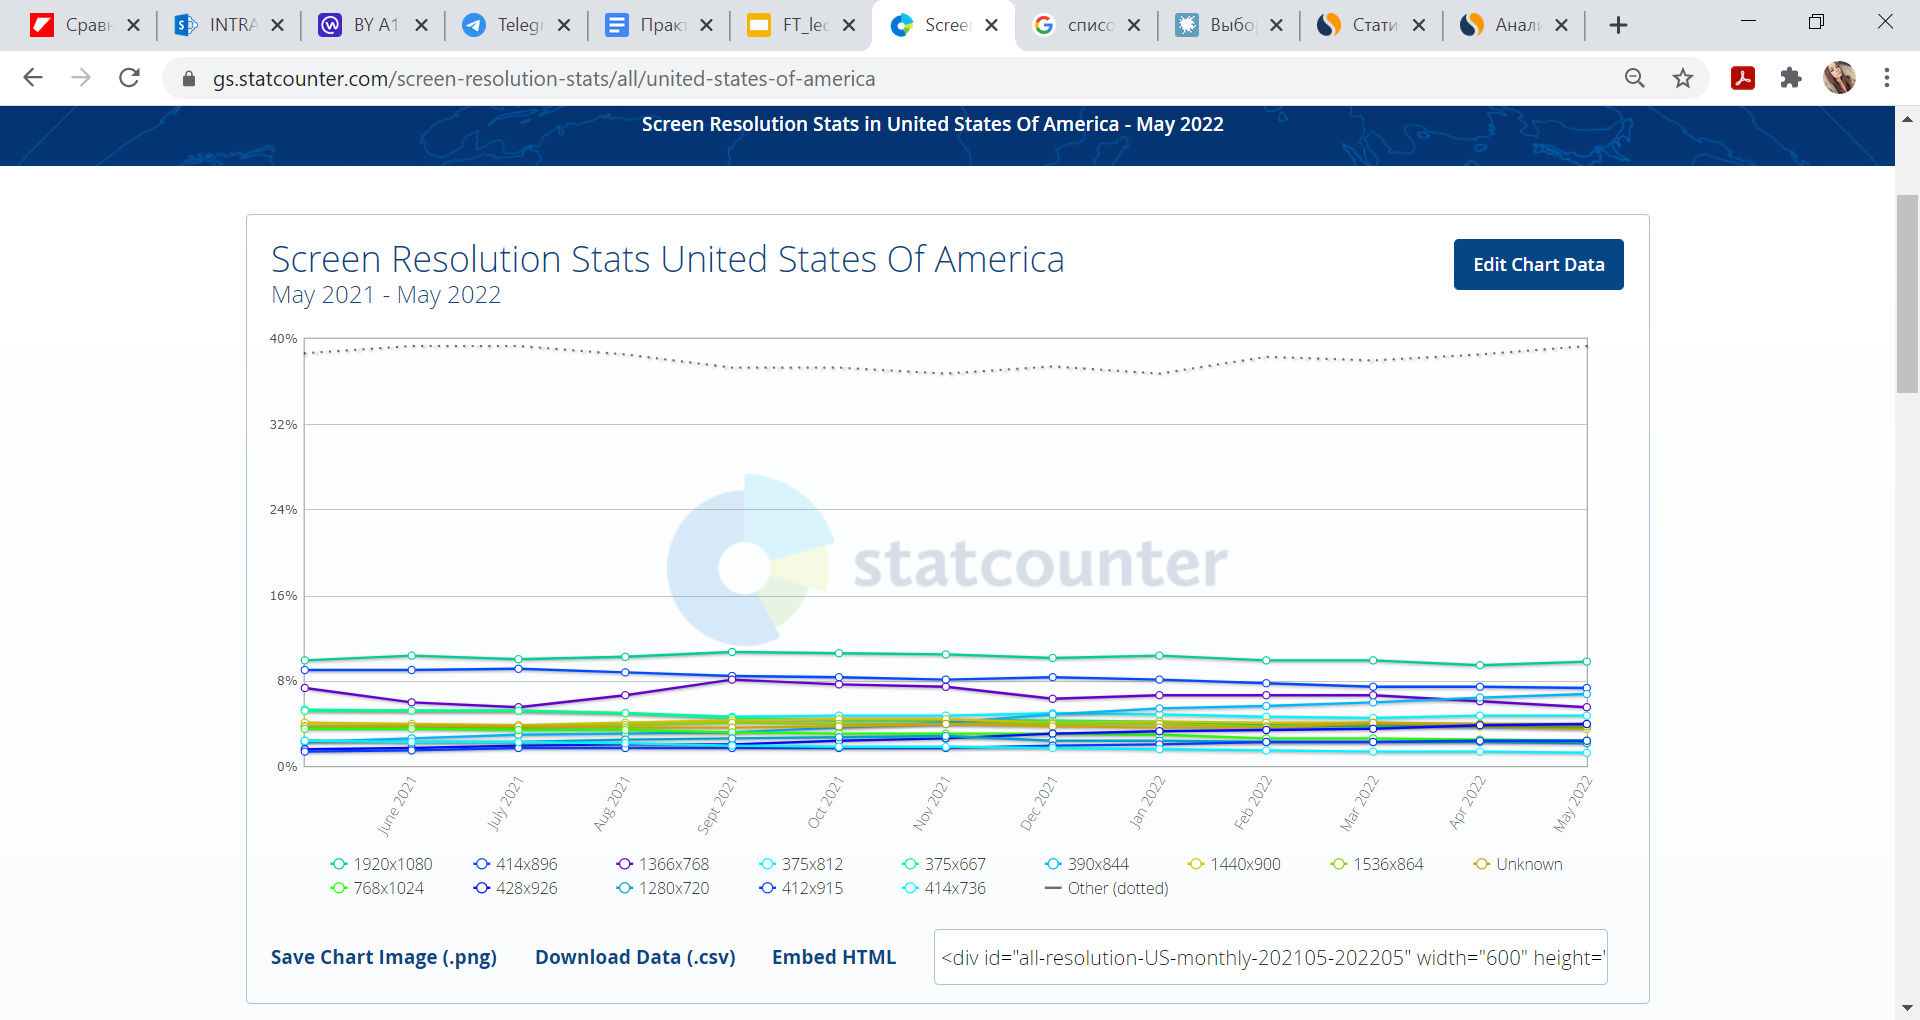 Сравн INTRA BY A1 Telegr Практ FT_lec Screen списо Выбо Стати Анали
gs.statcounter.com/screen-resolution-stats/all/united-states-of-america
Screen Resolution Stats in United States Of America - May 2022
Screen Resolution Stats United States Of America
May 2021 - May 2022
Edit Chart Data
40%
32%
24%
16%
8%
0%
statcounter
June 2021 July 2021 Aug 2021 Sept 2021 Oct 2021 Nov 2021 Dec 2021 Jan 2022 Feb 2022 Mar 2022 Apr 2022 May 2022
1920x1080 414x896 1366x768 375x812 375x667 390x844 1440x900 1536x864 Unknown
768x1024 428x926 1280x720 412x915 414x736 Other (dotted)
Save Chart Image (.png) Download Data (.csv) Embed HTML <div id="all-resolution-US-monthly-202105-202205" width="600" height="